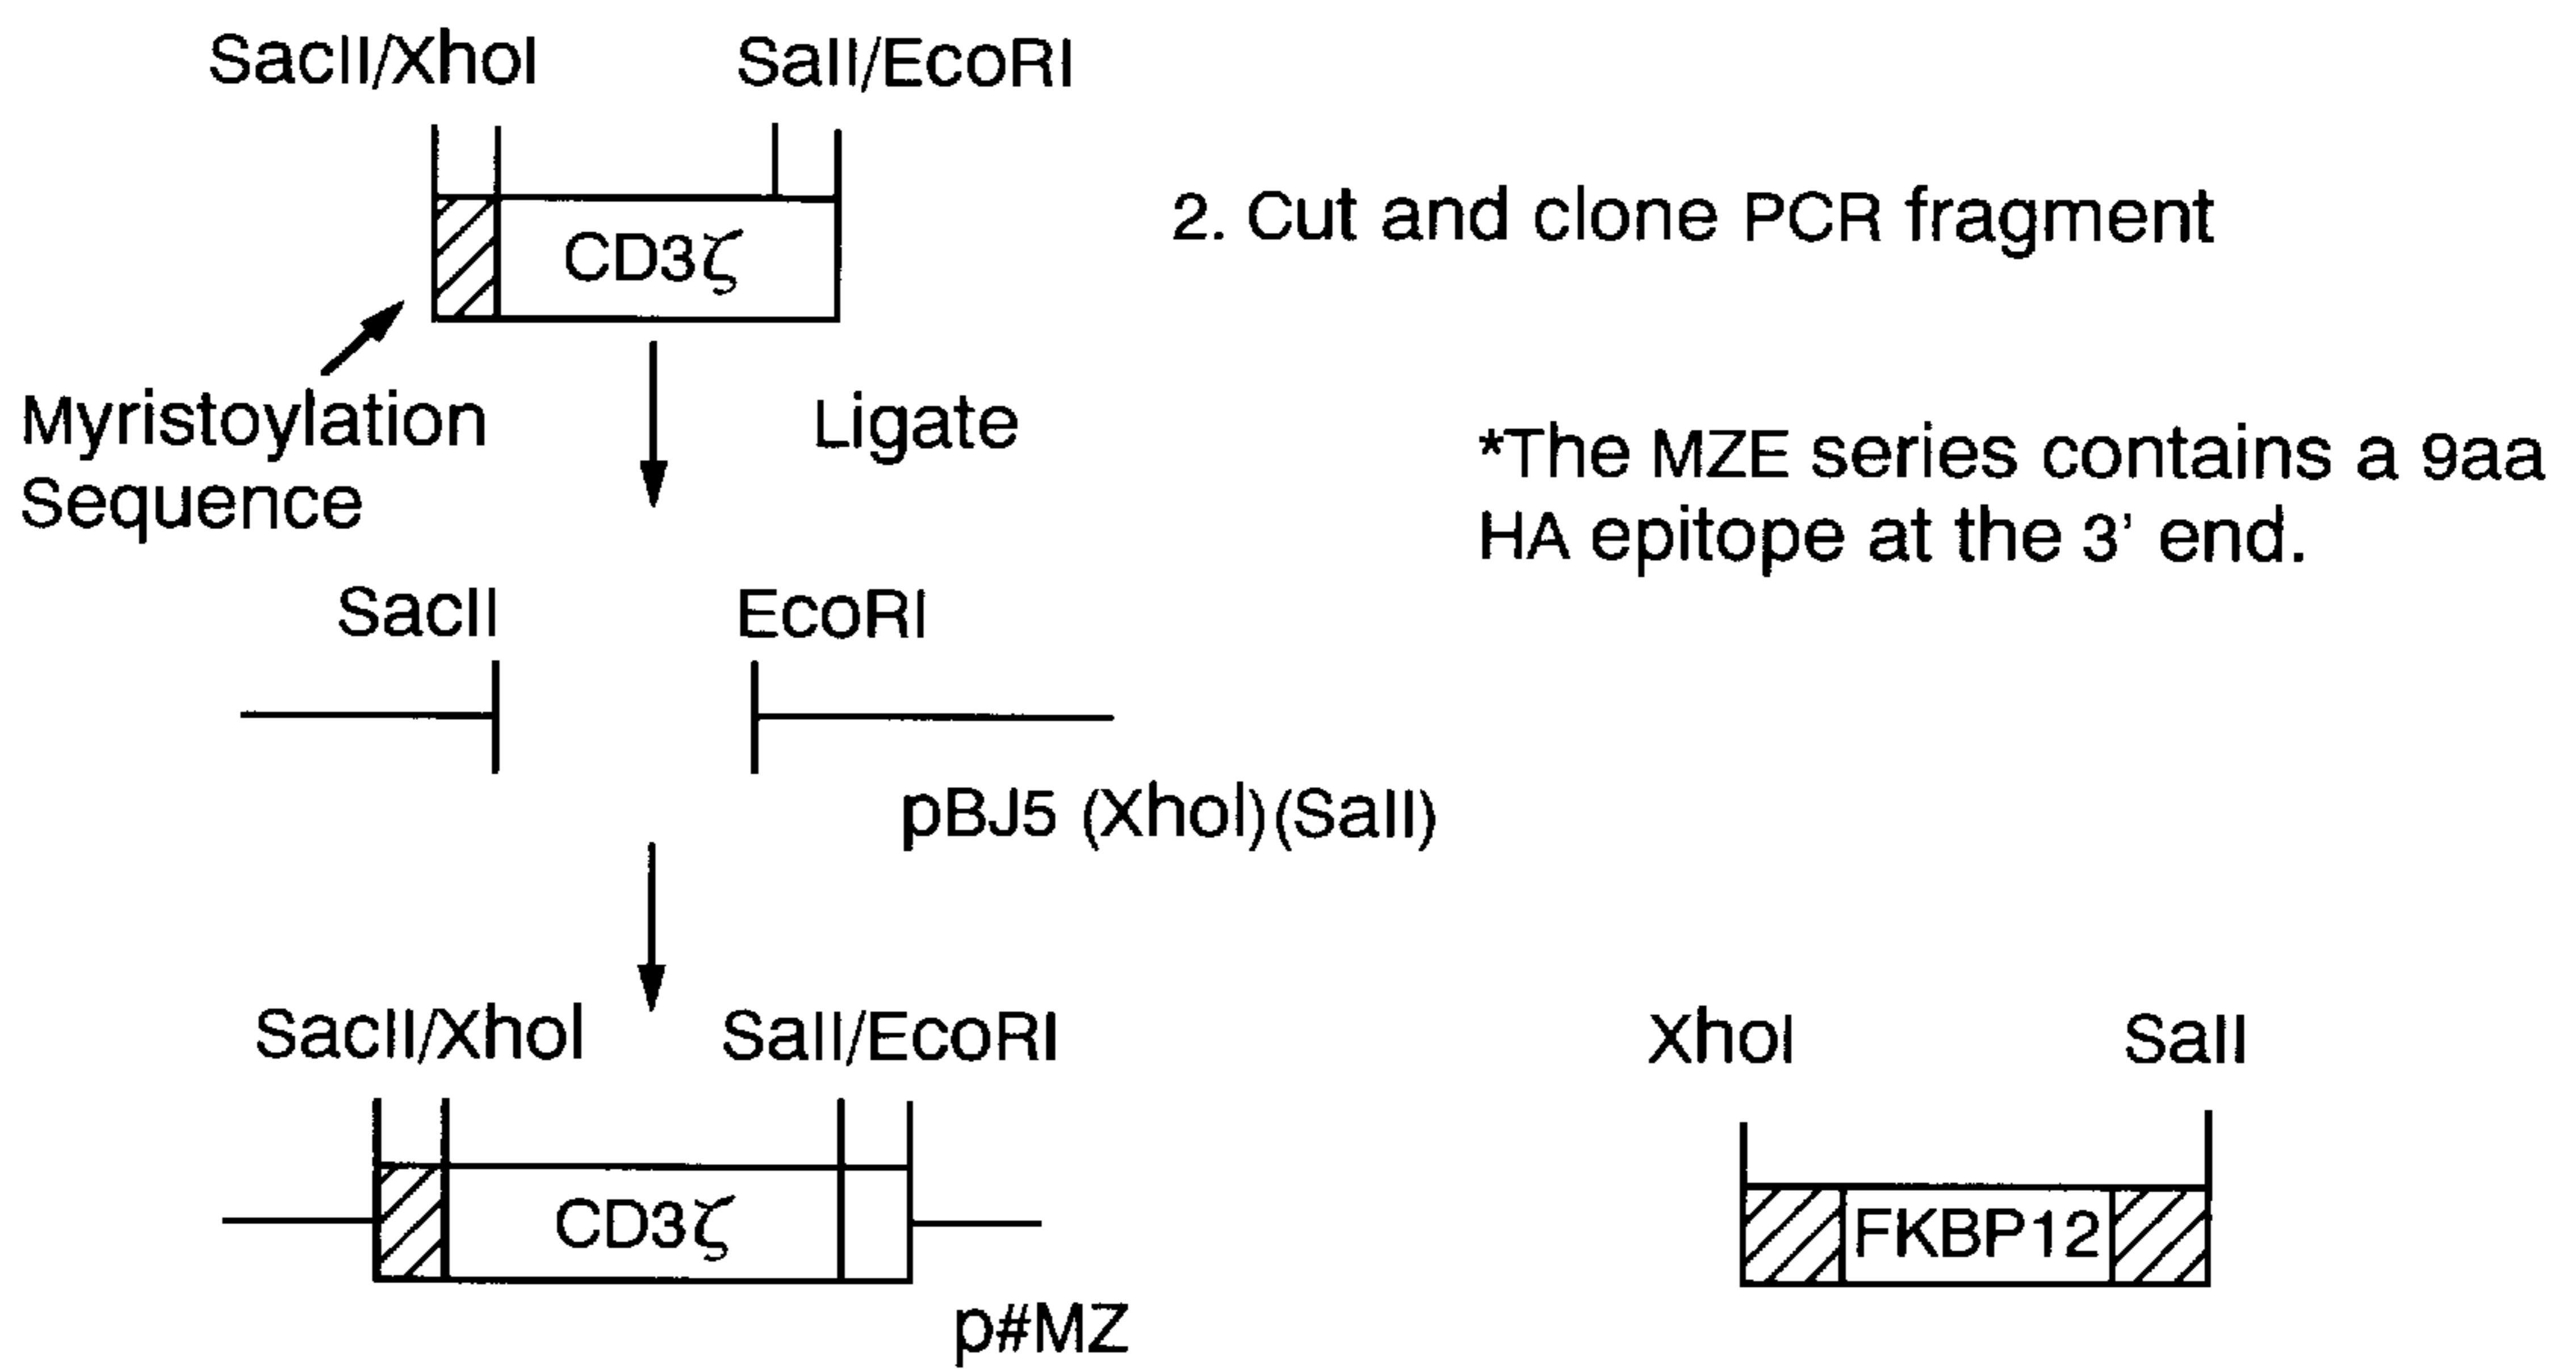 SacII/XhoI
SalI/EcoRI
CD3ζ
2. Cut and clone PCR fragment
Myristoylation
Sequence
Ligate
*The MZE series contains a 9aa
HA epitope at the 3' end.
SacII
EcoRI
pBJ5 (XhoI)(SalI)
SacII/XhoI
SalI/EcoRI
CD3ζ
p#MZ
XhoI
SalI
FKBP12